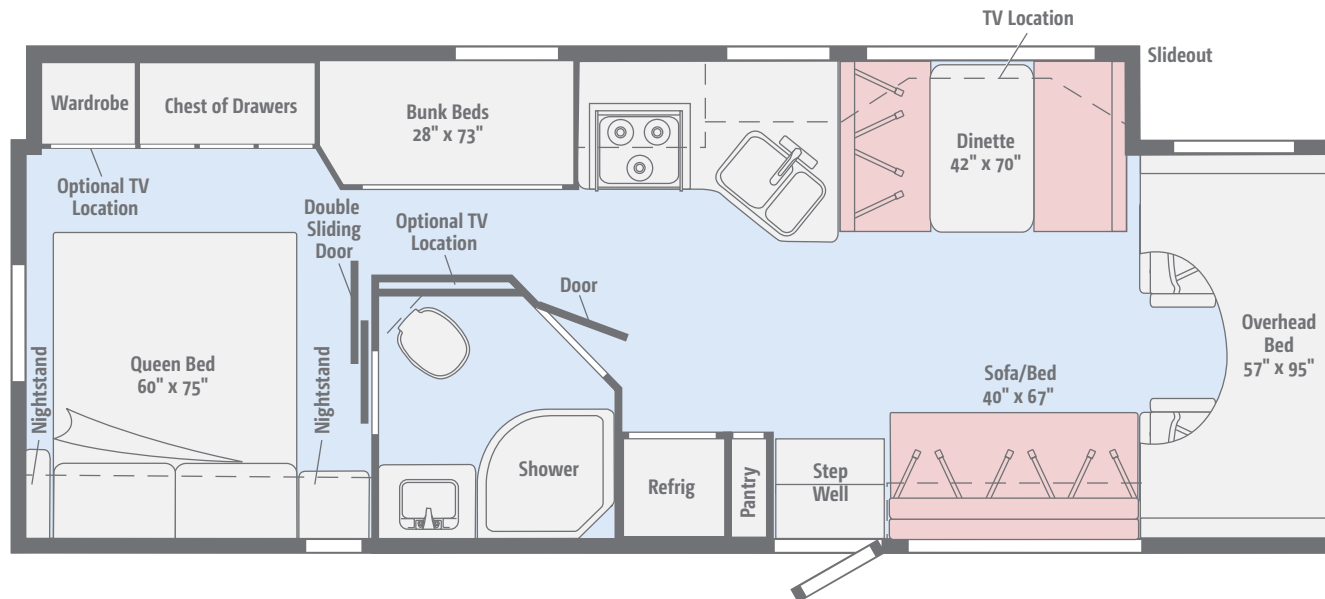 TV Location
Slideout
Wardrobe
Chest of Drawers
Bunk Beds
28" x 73"
Dinette
42" x 70"
Optional TV
Location
Double
Sliding
Door
Optional TV
Location
Door
Queen Bed
60" x 75"
Nightstand
Nightstand
Overhead
Bed
57" x 95"
Sofa/Bed
40" x 67"
Shower
Refrig
Pantry
Step
Well